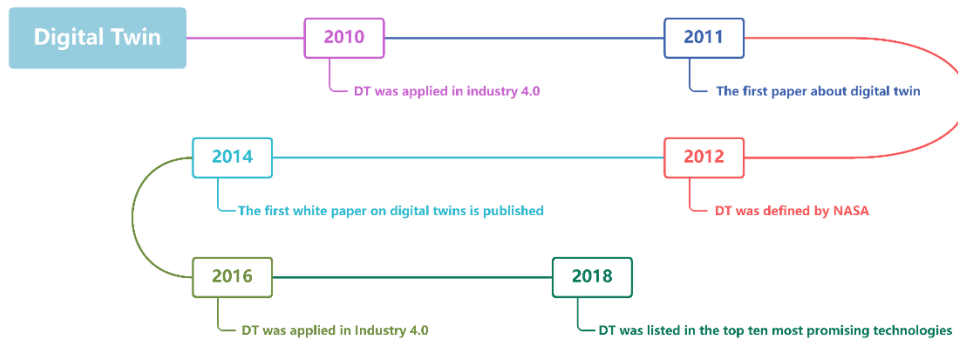 Digital Twin
2010
2011
DT was applied in industry 4.0
The first paper about digital twin
2012
DT was defined by NASA
2014
The first white paper on digital twins is published
2016
DT was applied in Industry 4.0
2018
DT was listed in the top ten most promising technologies